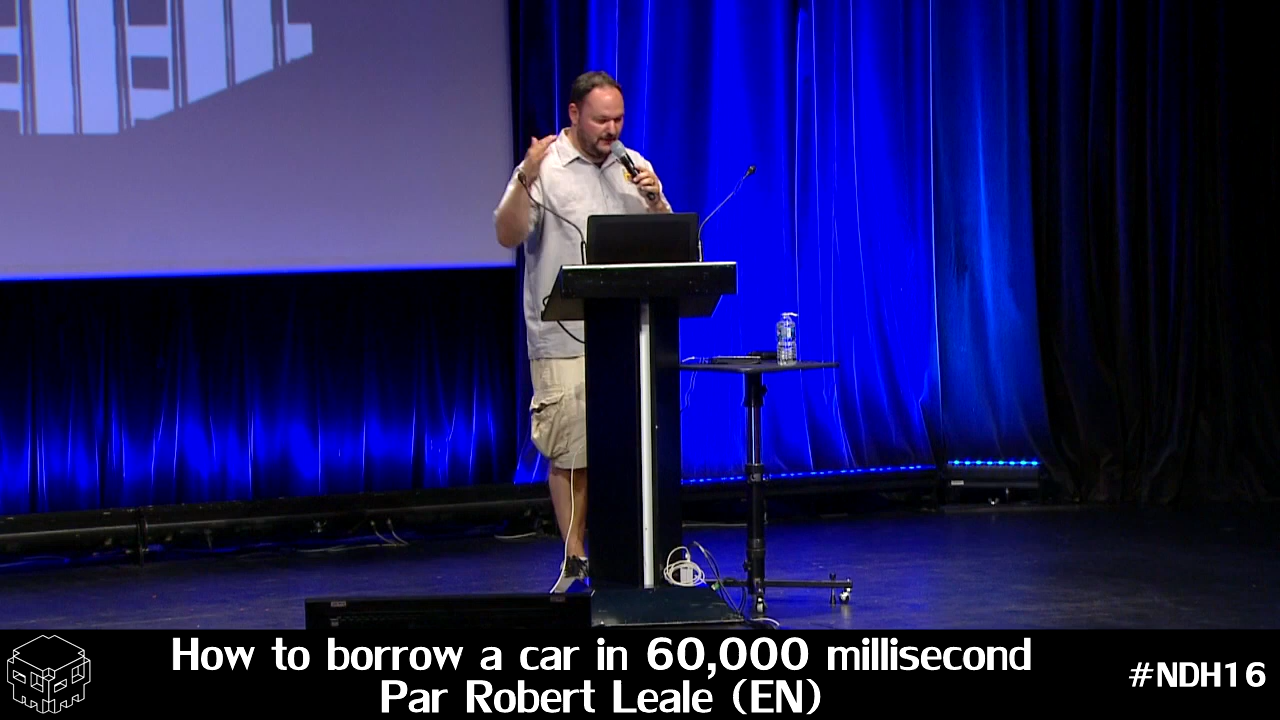 How to borrow a car in 60,000 millisecond
Par Robert Leale (EN)
#NDH16